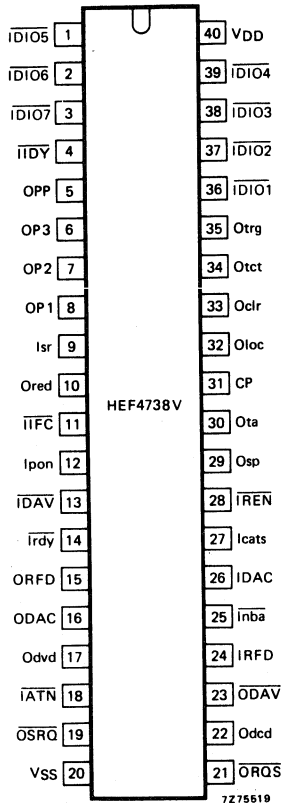 IDIO5 1 40 VDD
IDIO6 2 39 IDIO4
IDIO7 3 38 IDIO3
IIDY 4 37 IDIO2
OPP 5 36 IDIO1
OP3 6 35 Otrg
OP2 7 34 Otct
OP1 8 33 Oclr
Isr 9 32 Oloc
Ored 10 31 CP
HEF4738V
IIFC 11 30 Ota
Ipon 12 29 Osp
IDAV 13 28 IREN
Irdy 14 27 Icats
ORFD 15 26 IDAC
ODAC 16 25 Inba
Odvd 17 24 IRFD
IATN 18 23 ODAV
OSRQ 19 22 Odcd
VSS 20 21 ORQS
7Z75519